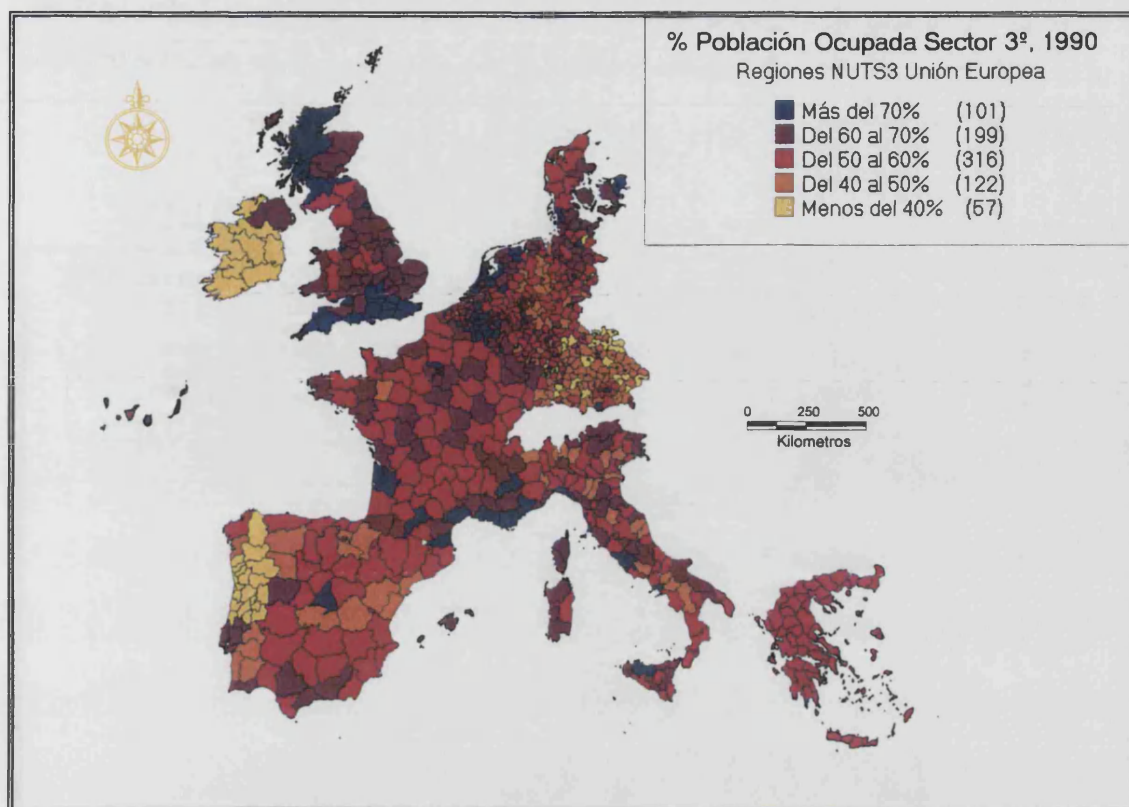 % Población Ocupada Sector 3º, 1990
Regiones NUTS3 Unión Europea
Más del 70% (101)
Del 60 al 70% (199)
Del 50 al 60% (316)
Del 40 al 50% (122)
Menos del 40% (57)
0 250 500
Kilometros